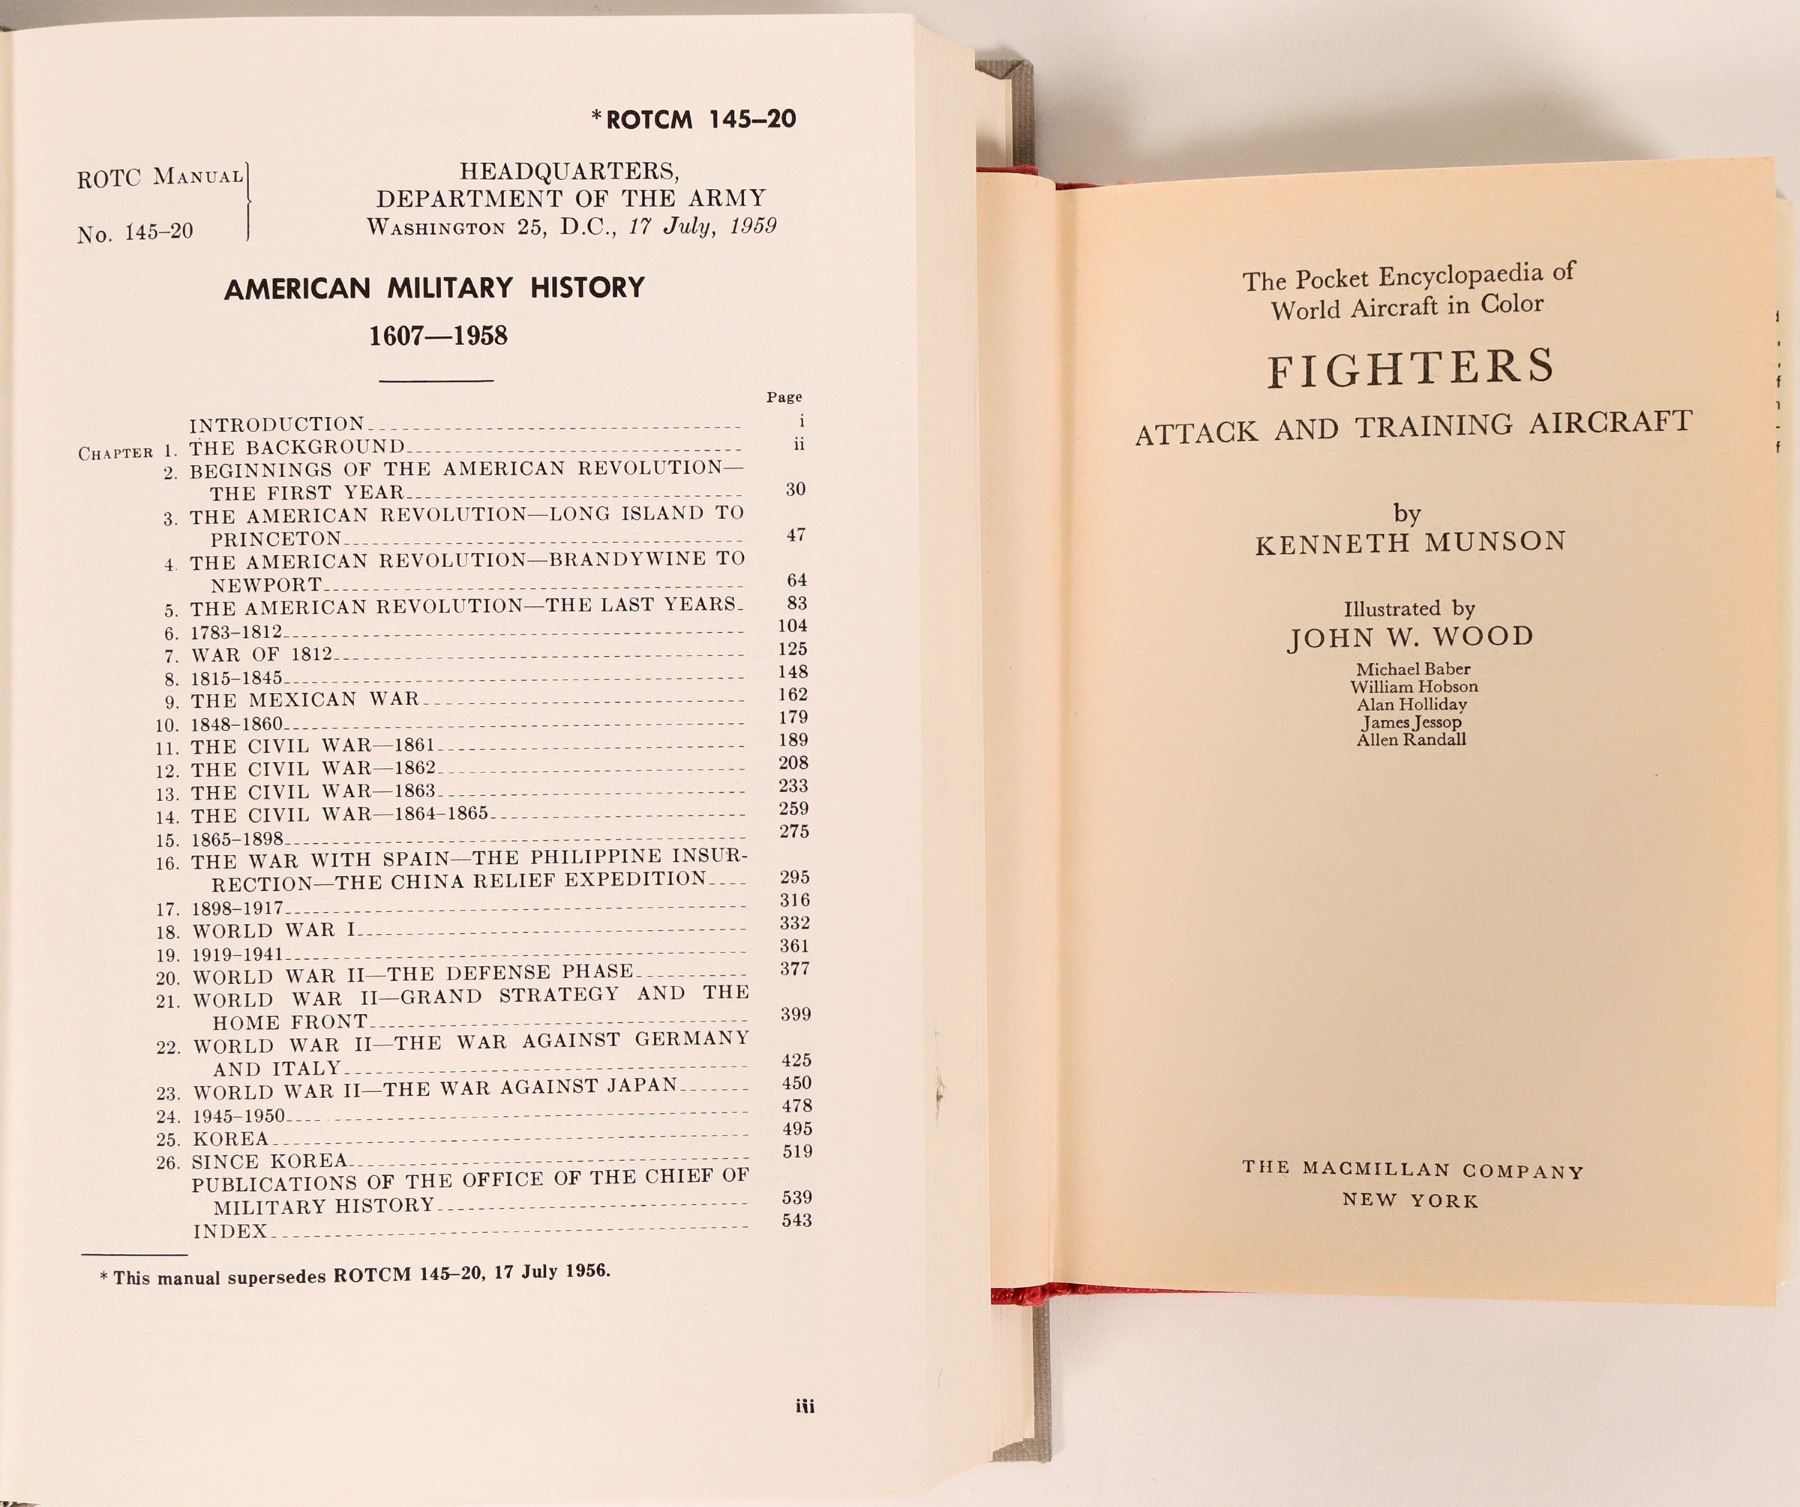 *ROTCM 145–20
ROTC MANUAL
No. 145–20
HEADQUARTERS,
DEPARTMENT OF THE ARMY
WASHINGTON 25, D.C., 17 July, 1959
AMERICAN MILITARY HISTORY
1607—1958
Page
INTRODUCTION i
CHAPTER 1. THE BACKGROUND ii
2. BEGINNINGS OF THE AMERICAN REVOLUTION—
THE FIRST YEAR 30
3. THE AMERICAN REVOLUTION—LONG ISLAND TO
PRINCETON 47
4. THE AMERICAN REVOLUTION—BRANDYWINE TO
NEWPORT 64
5. THE AMERICAN REVOLUTION—THE LAST YEARS 83
6. 1783–1812 104
7. WAR OF 1812 125
8. 1815–1845 148
9. THE MEXICAN WAR 162
10. 1848–1860 179
11. THE CIVIL WAR—1861 189
12. THE CIVIL WAR—1862 208
13. THE CIVIL WAR—1863 233
14. THE CIVIL WAR—1864–1865 259
15. 1865–1898 275
16. THE WAR WITH SPAIN—THE PHILIPPINE INSUR-
RECTION—THE CHINA RELIEF EXPEDITION 295
17. 1898–1917 316
18. WORLD WAR I 332
19. 1919–1941 361
20. WORLD WAR II—THE DEFENSE PHASE 377
21. WORLD WAR II—GRAND STRATEGY AND THE
HOME FRONT 399
22. WORLD WAR II—THE WAR AGAINST GERMANY
AND ITALY 425
23. WORLD WAR II—THE WAR AGAINST JAPAN 450
24. 1945–1950 478
25. KOREA 495
26. SINCE KOREA 519
PUBLICATIONS OF THE OFFICE OF THE CHIEF OF
MILITARY HISTORY 539
INDEX 543
* This manual supersedes ROTCM 145–20, 17 July 1956.
iii
The Pocket Encyclopaedia of
World Aircraft in Color
FIGHTERS
ATTACK AND TRAINING AIRCRAFT
by
KENNETH MUNSON
Illustrated by
JOHN W. WOOD
Michael Baber
William Hobson
Alan Holliday
James Jessop
Allen Randall
THE MACMILLAN COMPANY
NEW YORK